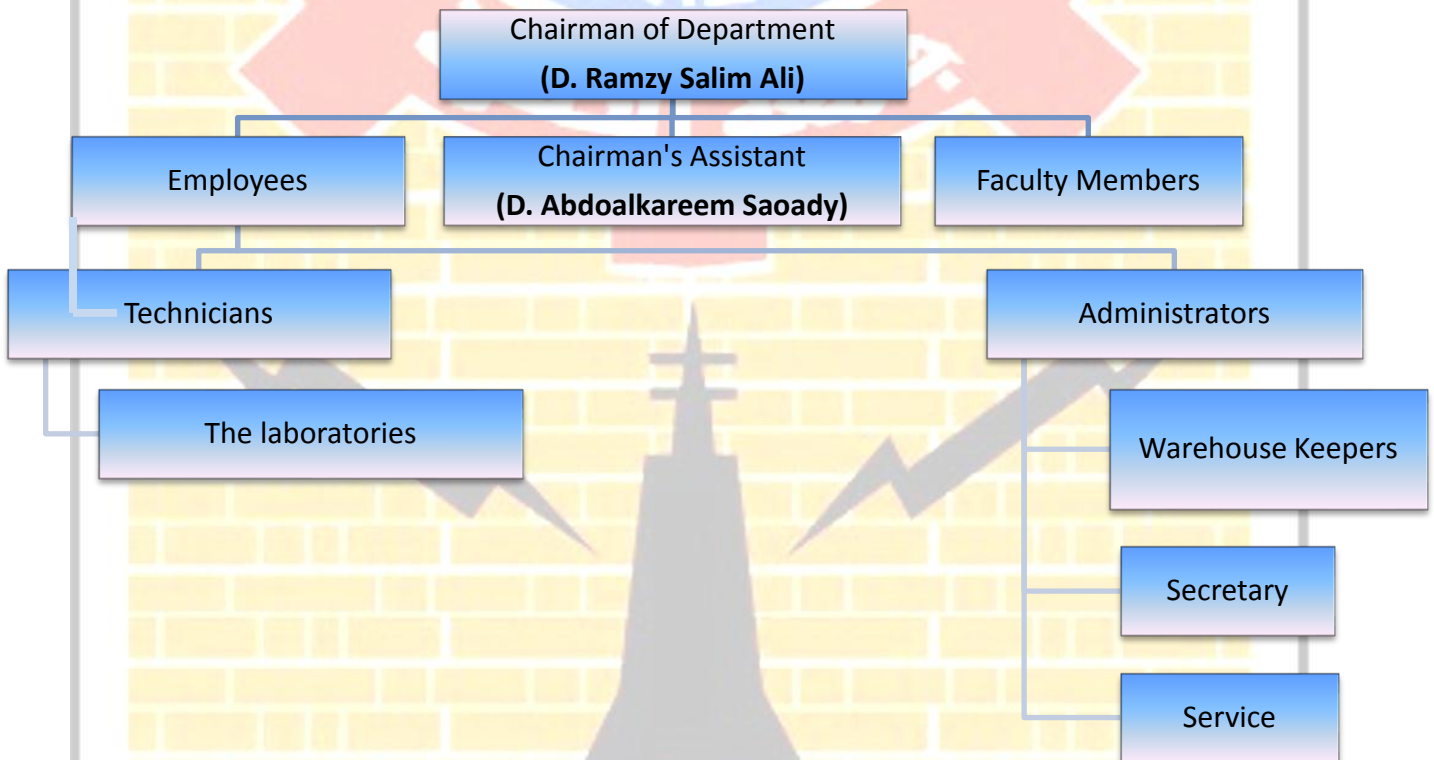 Chairman of Department
(D. Ramzy Salim Ali)
Employees
Chairman's Assistant
(D. Abdoalkareem Saoady)
Faculty Members
Technicians
Administrators
The laboratories
Warehouse Keepers
Secretary
Service